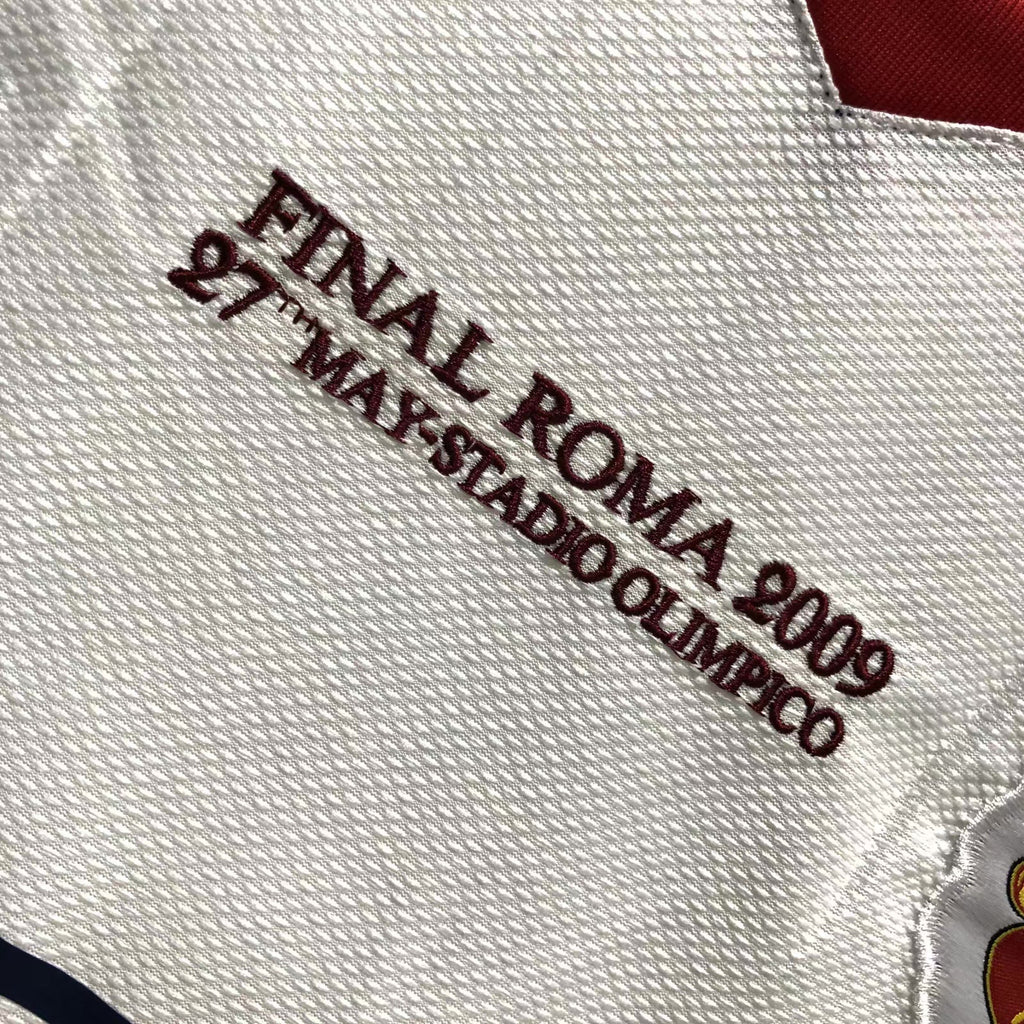 FINAL ROMA 2009
27TH MAY-STADIO OLIMPICO